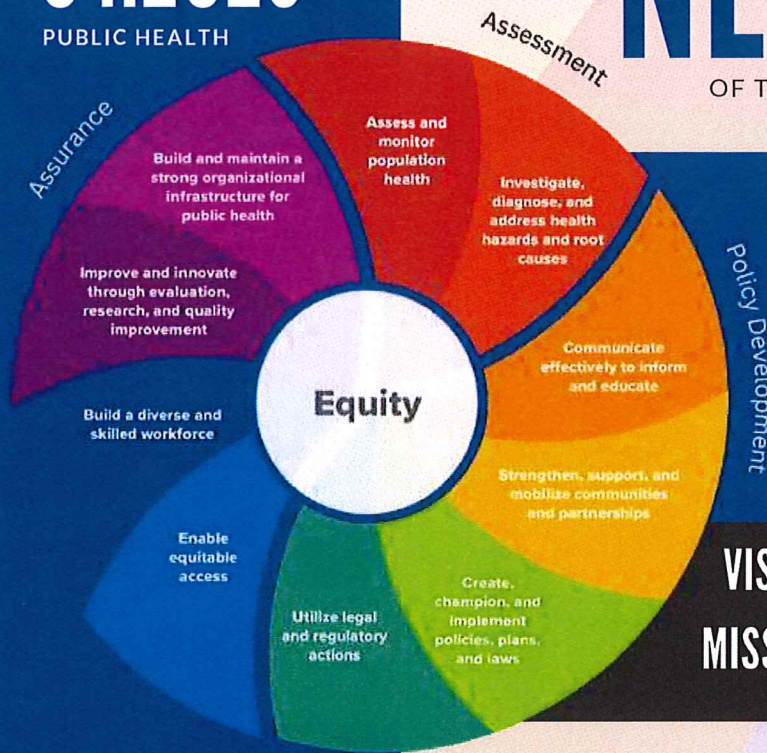 PUBLIC HEALTH
OF T
Assurance
Assessment
Policy Development
Assess and
monitor
population
health
Investigate,
diagnose, and
address health
hazards and root
causes
Communicate
effectively to inform
and educate
Strengthen, support, and
mobilize communities
and partnerships
Create,
champion, and
implement
policies, plans,
and laws
Utilize legal
and regulatory
actions
Enable
equitable
access
Build a diverse and
skilled workforce
Improve and innovate
through evaluation,
research, and quality
improvement
Build and maintain a
strong organizational
infrastructure for
public health
Equity
VIS
MISS